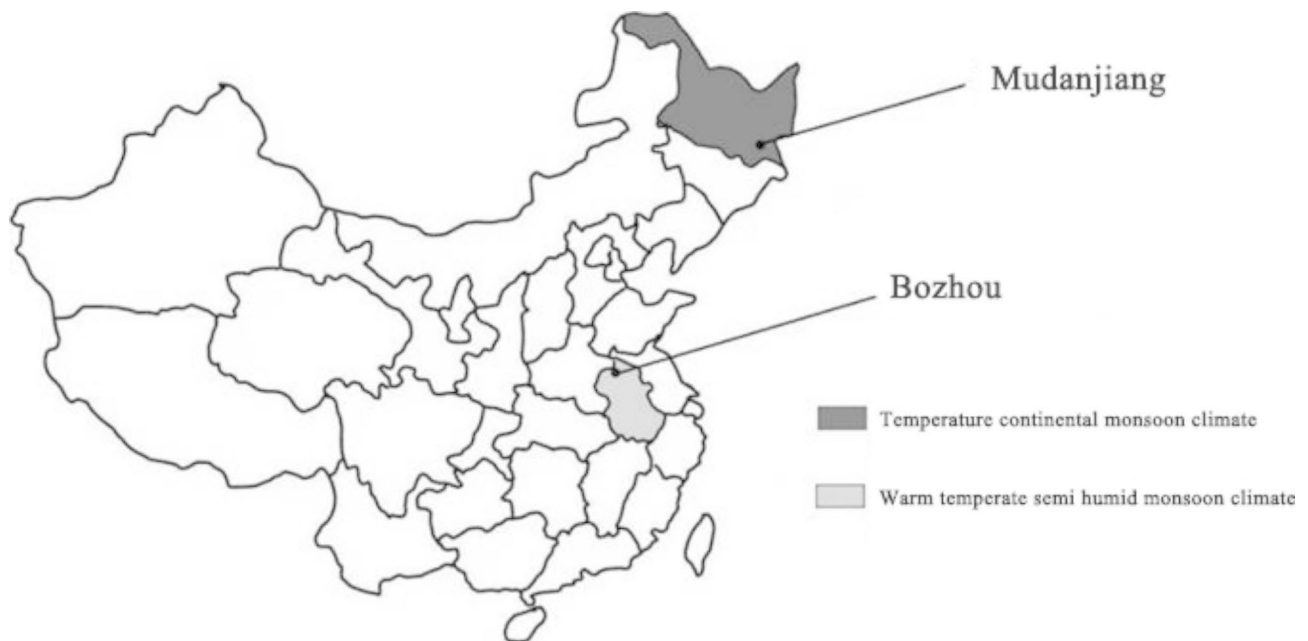 Mudanjiang
Bozhou
Temperature continental monsoon climate
Warm temperate semi humid monsoon climate